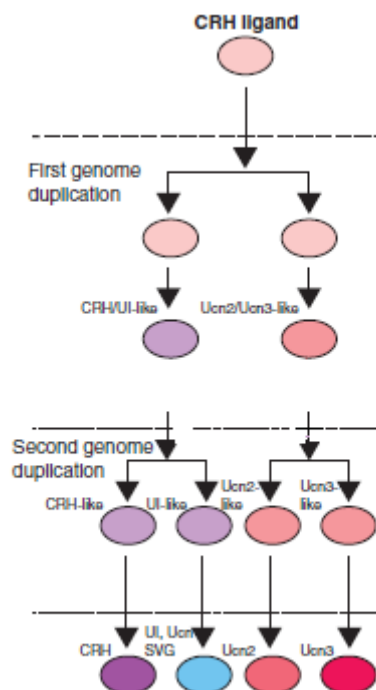 CRH ligand
First genome
duplication
CRH/UI-like Ucn2/Ucn3-like
Second genome
duplication
CRH-like UI-like Ucn2-
like Ucn3-
like
UI, Ucn
CRH SVG Ucn2 Ucn3